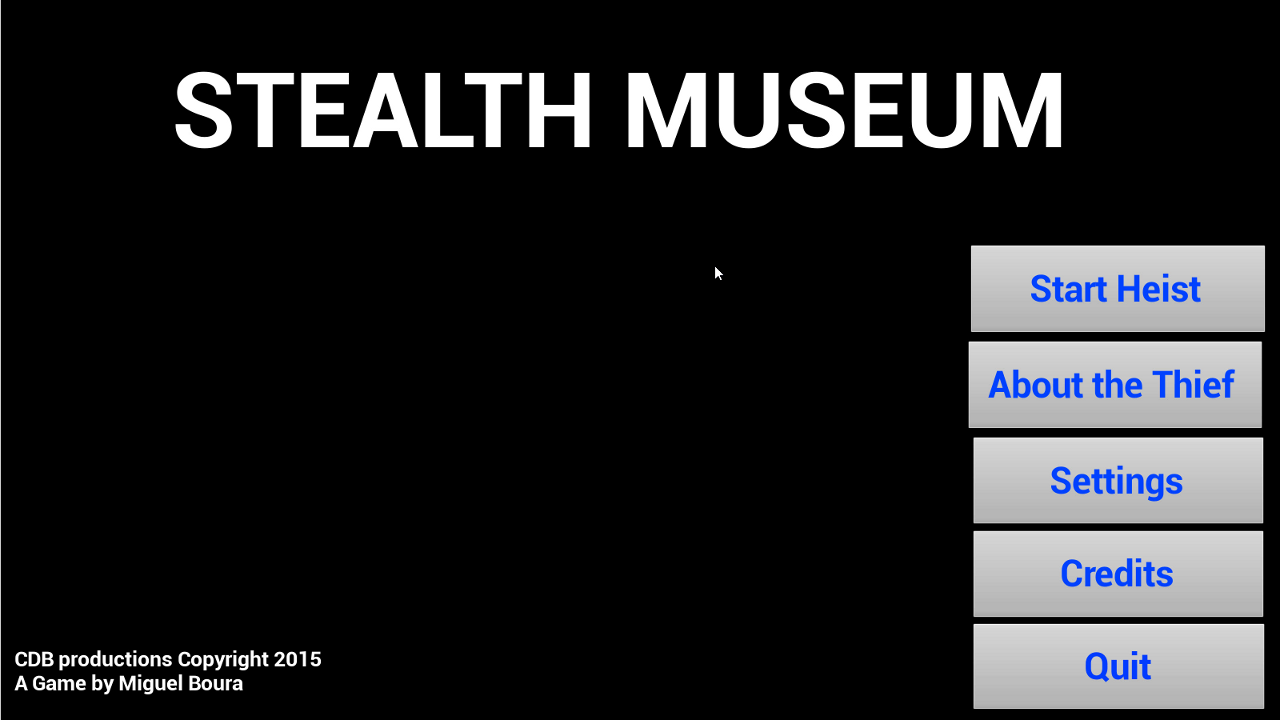 STEALTH MUSEUM
Start Heist
About the Thief
Settings
Credits
Quit
CDB productions Copyright 2015
A Game by Miguel Boura